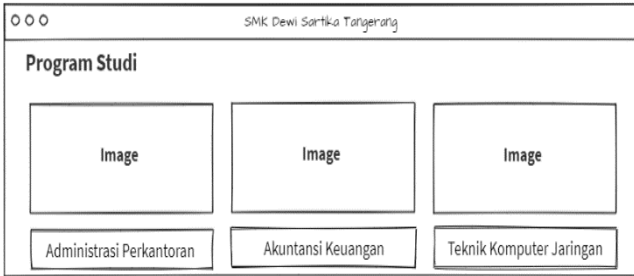 SMK Dewi Sartika Tangerang
Program Studi
Image Image Image
Administrasi Perkantoran Akuntansi Keuangan Teknik Komputer Jaringan